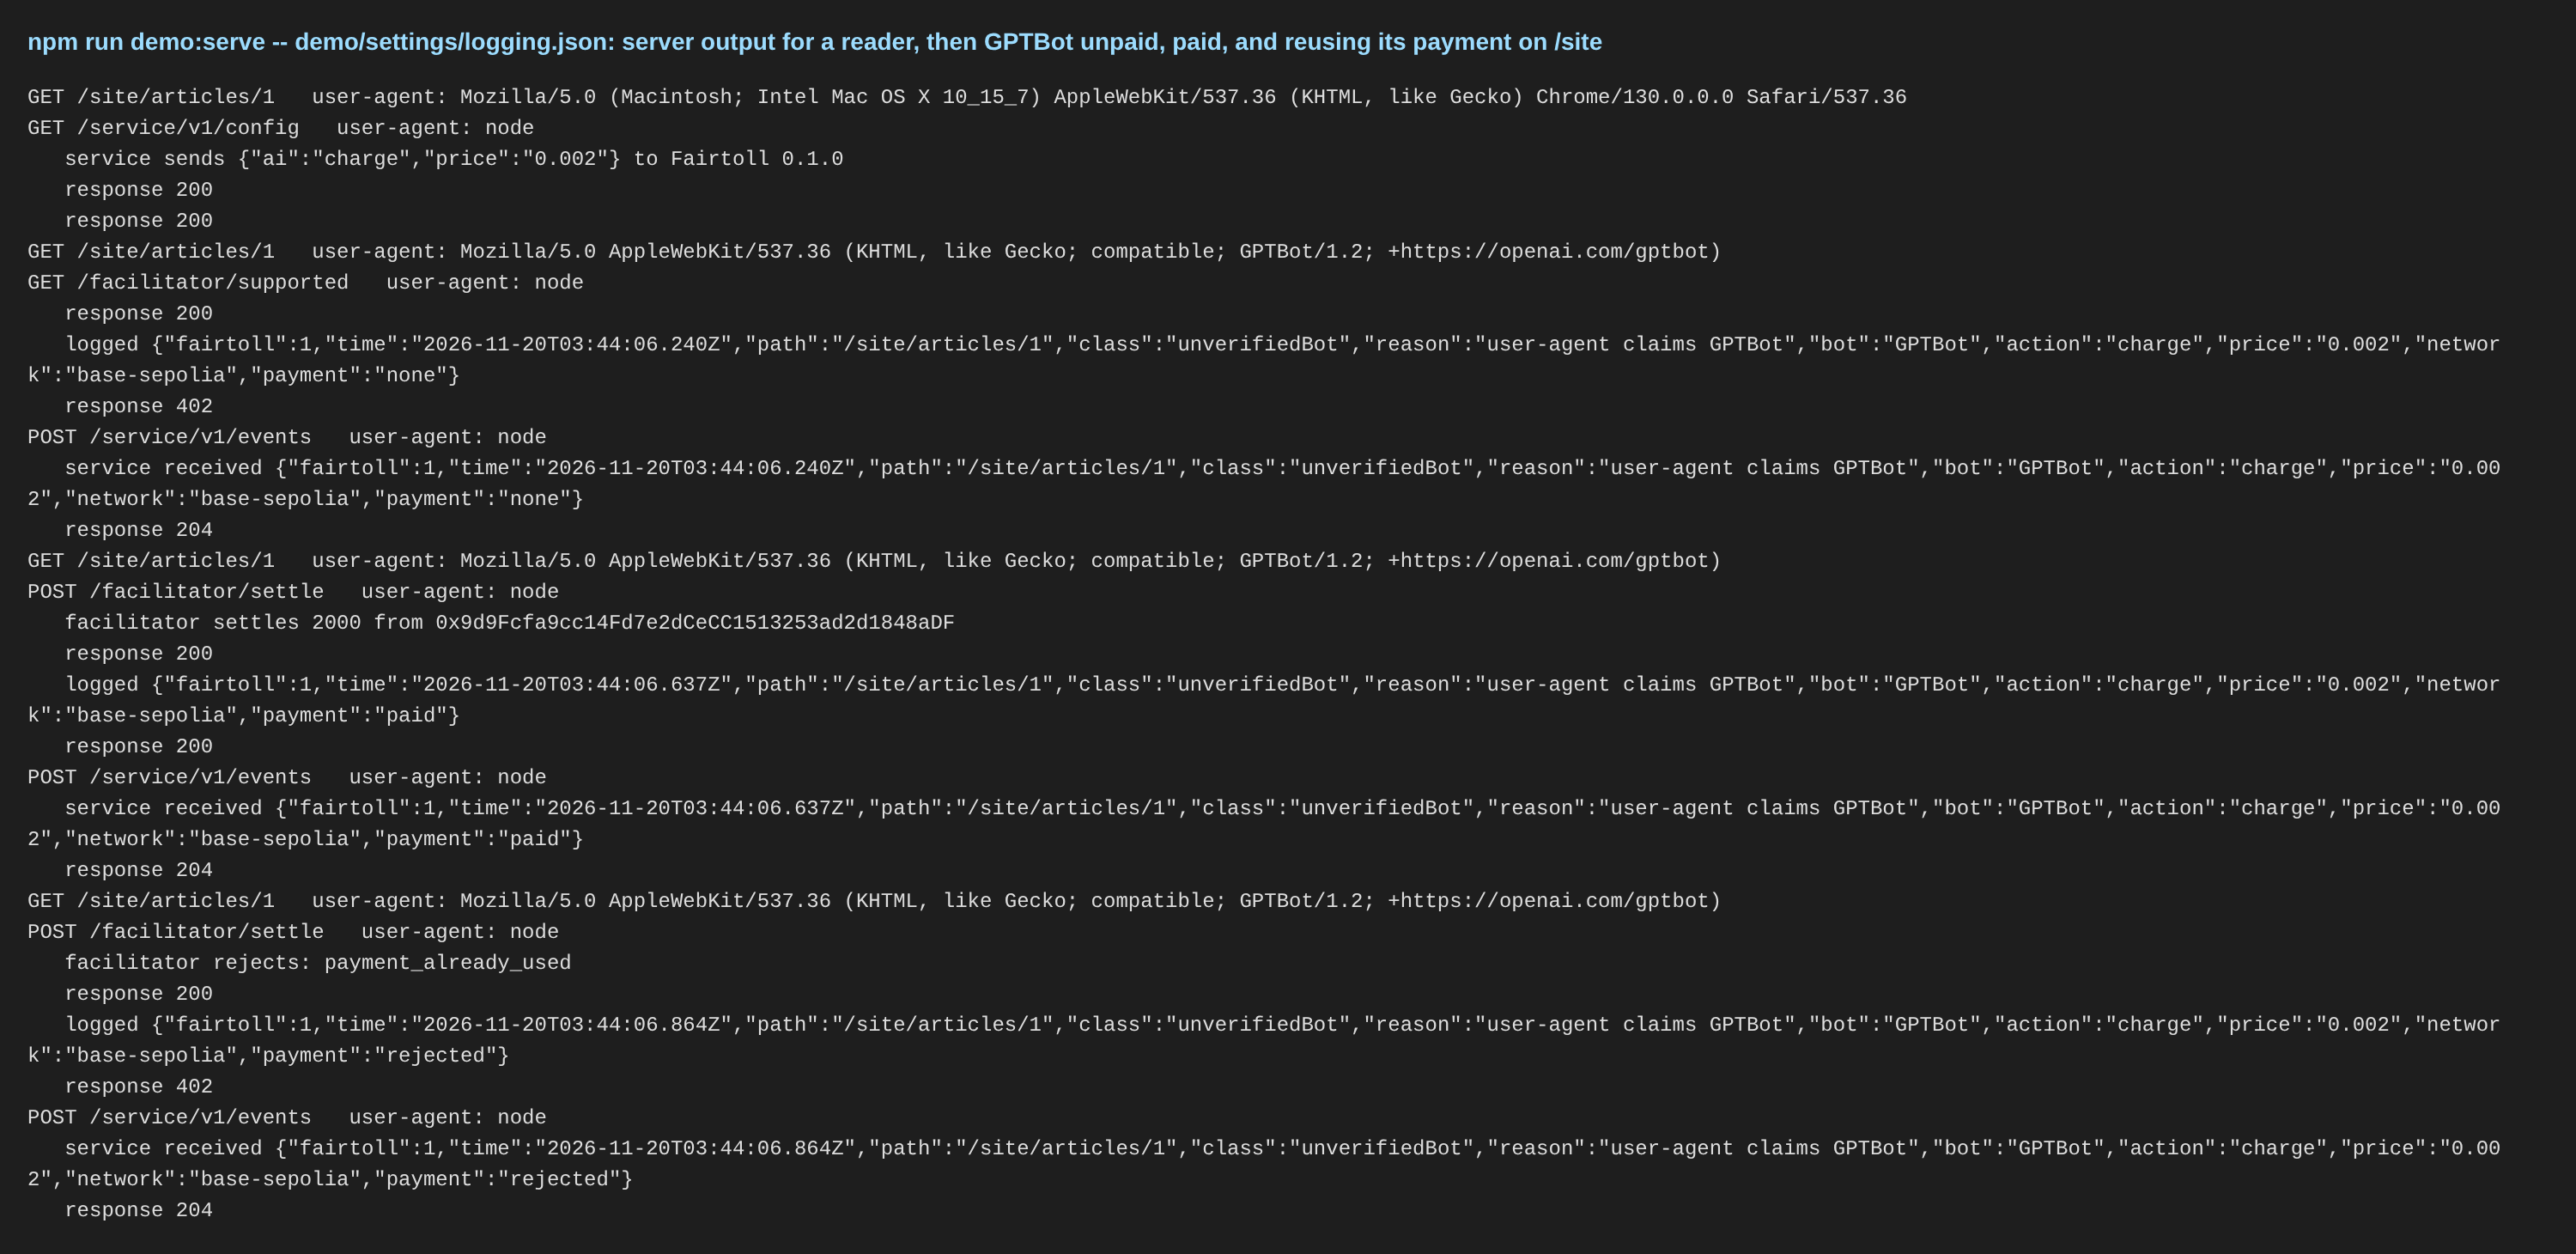 npm run demo:serve -- demo/settings/logging.json: server output for a reader, then GPTBot unpaid, paid, and reusing its payment on /site
GET /site/articles/1   user-agent: Mozilla/5.0 (Macintosh; Intel Mac OS X 10_15_7) AppleWebKit/537.36 (KHTML, like Gecko) Chrome/130.0.0.0 Safari/537.36
GET /service/v1/config   user-agent: node
   service sends {"ai":"charge","price":"0.002"} to Fairtoll 0.1.0
   response 200
   response 200
GET /site/articles/1   user-agent: Mozilla/5.0 AppleWebKit/537.36 (KHTML, like Gecko; compatible; GPTBot/1.2; +https://openai.com/gptbot)
GET /facilitator/supported   user-agent: node
   response 200
   logged {"fairtoll":1,"time":"2026-11-20T03:44:06.240Z","path":"/site/articles/1","class":"unverifiedBot","reason":"user-agent claims GPTBot","bot":"GPTBot","action":"charge","price":"0.002","networ
k":"base-sepolia","payment":"none"}
   response 402
POST /service/v1/events   user-agent: node
   service received {"fairtoll":1,"time":"2026-11-20T03:44:06.240Z","path":"/site/articles/1","class":"unverifiedBot","reason":"user-agent claims GPTBot","bot":"GPTBot","action":"charge","price":"0.00
2","network":"base-sepolia","payment":"none"}
   response 204
GET /site/articles/1   user-agent: Mozilla/5.0 AppleWebKit/537.36 (KHTML, like Gecko; compatible; GPTBot/1.2; +https://openai.com/gptbot)
POST /facilitator/settle   user-agent: node
   facilitator settles 2000 from 0x9d9Fcfa9cc14Fd7e2dCeCC1513253ad2d1848aDF
   response 200
   logged {"fairtoll":1,"time":"2026-11-20T03:44:06.637Z","path":"/site/articles/1","class":"unverifiedBot","reason":"user-agent claims GPTBot","bot":"GPTBot","action":"charge","price":"0.002","networ
k":"base-sepolia","payment":"paid"}
   response 200
POST /service/v1/events   user-agent: node
   service received {"fairtoll":1,"time":"2026-11-20T03:44:06.637Z","path":"/site/articles/1","class":"unverifiedBot","reason":"user-agent claims GPTBot","bot":"GPTBot","action":"charge","price":"0.00
2","network":"base-sepolia","payment":"paid"}
   response 204
GET /site/articles/1   user-agent: Mozilla/5.0 AppleWebKit/537.36 (KHTML, like Gecko; compatible; GPTBot/1.2; +https://openai.com/gptbot)
POST /facilitator/settle   user-agent: node
   facilitator rejects: payment_already_used
   response 200
   logged {"fairtoll":1,"time":"2026-11-20T03:44:06.864Z","path":"/site/articles/1","class":"unverifiedBot","reason":"user-agent claims GPTBot","bot":"GPTBot","action":"charge","price":"0.002","networ
k":"base-sepolia","payment":"rejected"}
   response 402
POST /service/v1/events   user-agent: node
   service received {"fairtoll":1,"time":"2026-11-20T03:44:06.864Z","path":"/site/articles/1","class":"unverifiedBot","reason":"user-agent claims GPTBot","bot":"GPTBot","action":"charge","price":"0.00
2","network":"base-sepolia","payment":"rejected"}
   response 204